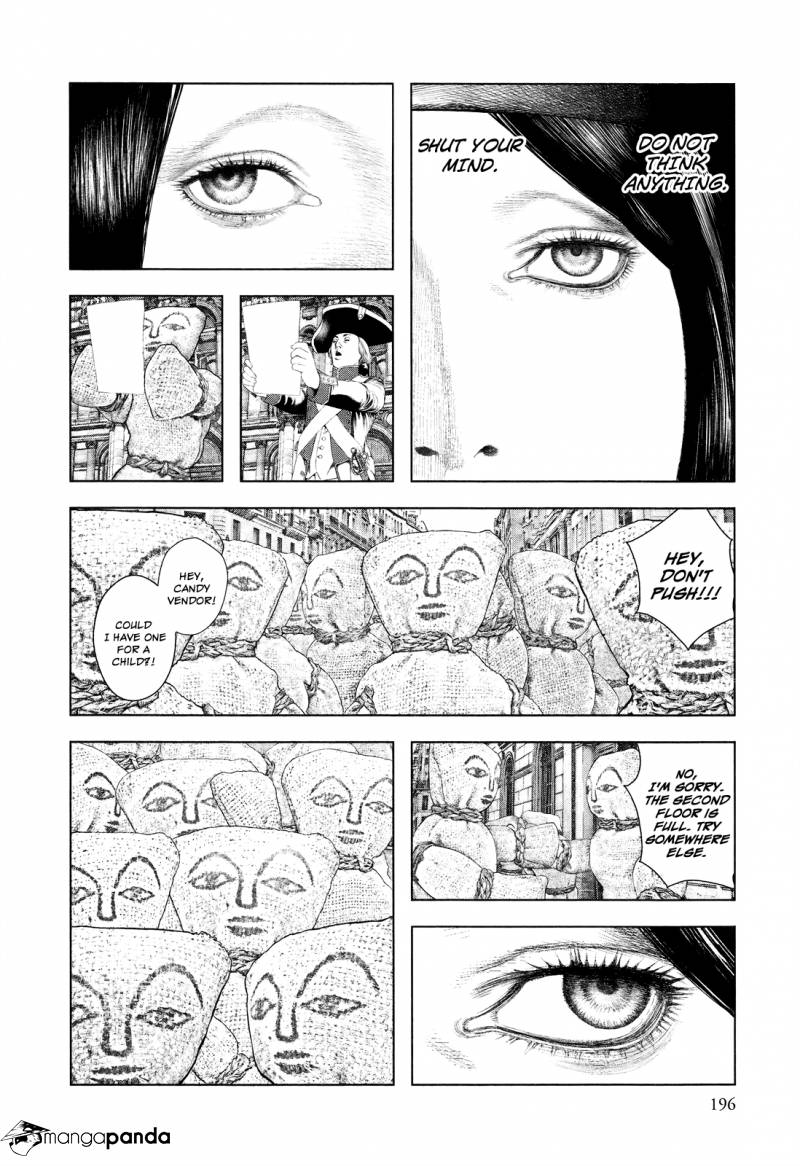 DO NOT
THINK
ANYTHING.
SHUT YOUR
MIND.
HEY,
DON'T
PUSH!!!
HEY,
CANDY
VENDOR!
COULD
I HAVE ONE
FOR A
CHILD?!
NO,
I'M SORRY.
THE SECOND
FLOOR IS
FULL. TRY
SOMEWHERE
ELSE.
196
mangapanda